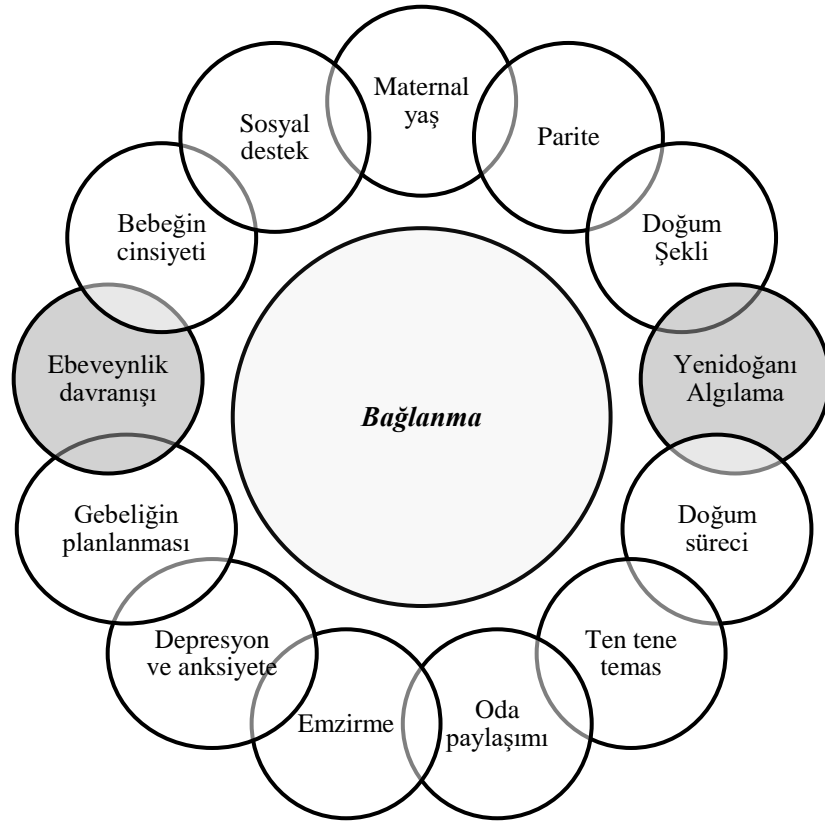 Maternal
yaş
Parite
Doğum
Şekli
Yenidoğanı
Algılama
Doğum
süreci
Ten tene
temas
Oda
paylaşımı
Emzirme
Depresyon
ve anksiyete
Gebeliğin
planlanması
Ebeveynlik
davranışı
Bebeğin
cinsiyeti
Sosyal
destek
Bağlanma